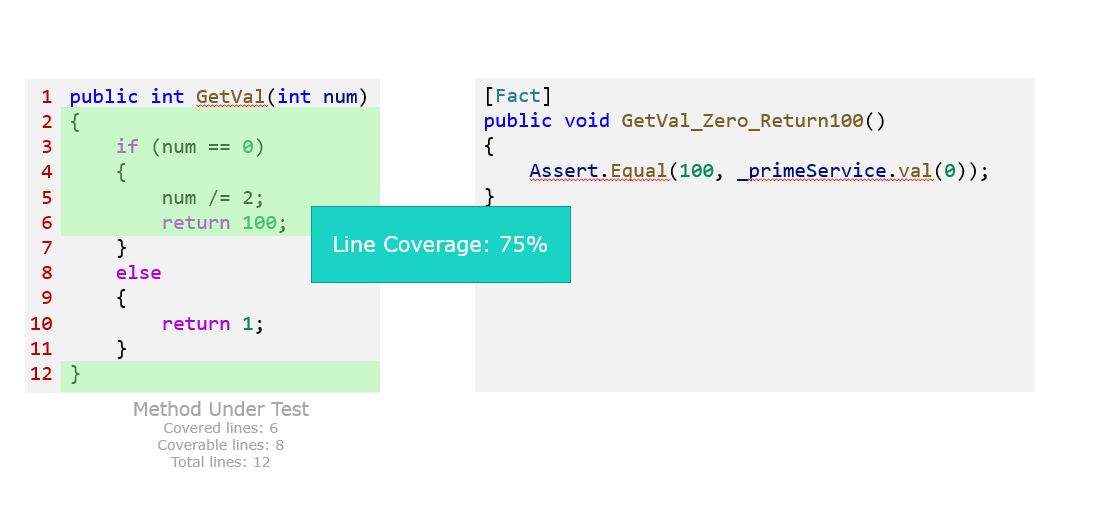 1 public int GetVal(int num)
2 {
3 if (num == 0)
4 {
5 num /= 2;
6 return 100;
7 }
8 else
9 {
10 return 1;
11 }
12 }
Method Under Test
Covered lines: 6
Coverable lines: 8
Total lines: 12
Line Coverage: 75%
[Fact]
public void GetVal_Zero_Return100()
{
Assert.Equal(100, _primeService.val(0));
}